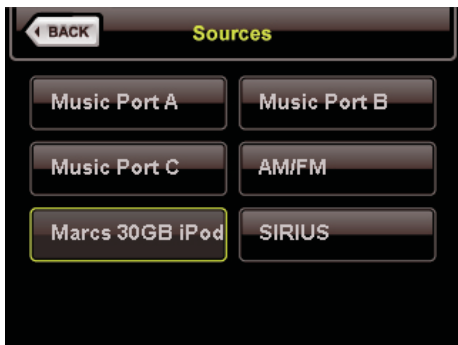 BACK
Sources
Music Port A
Music Port B
Music Port C
AM/FM
Marcs 30GB iPod
SIRIUS